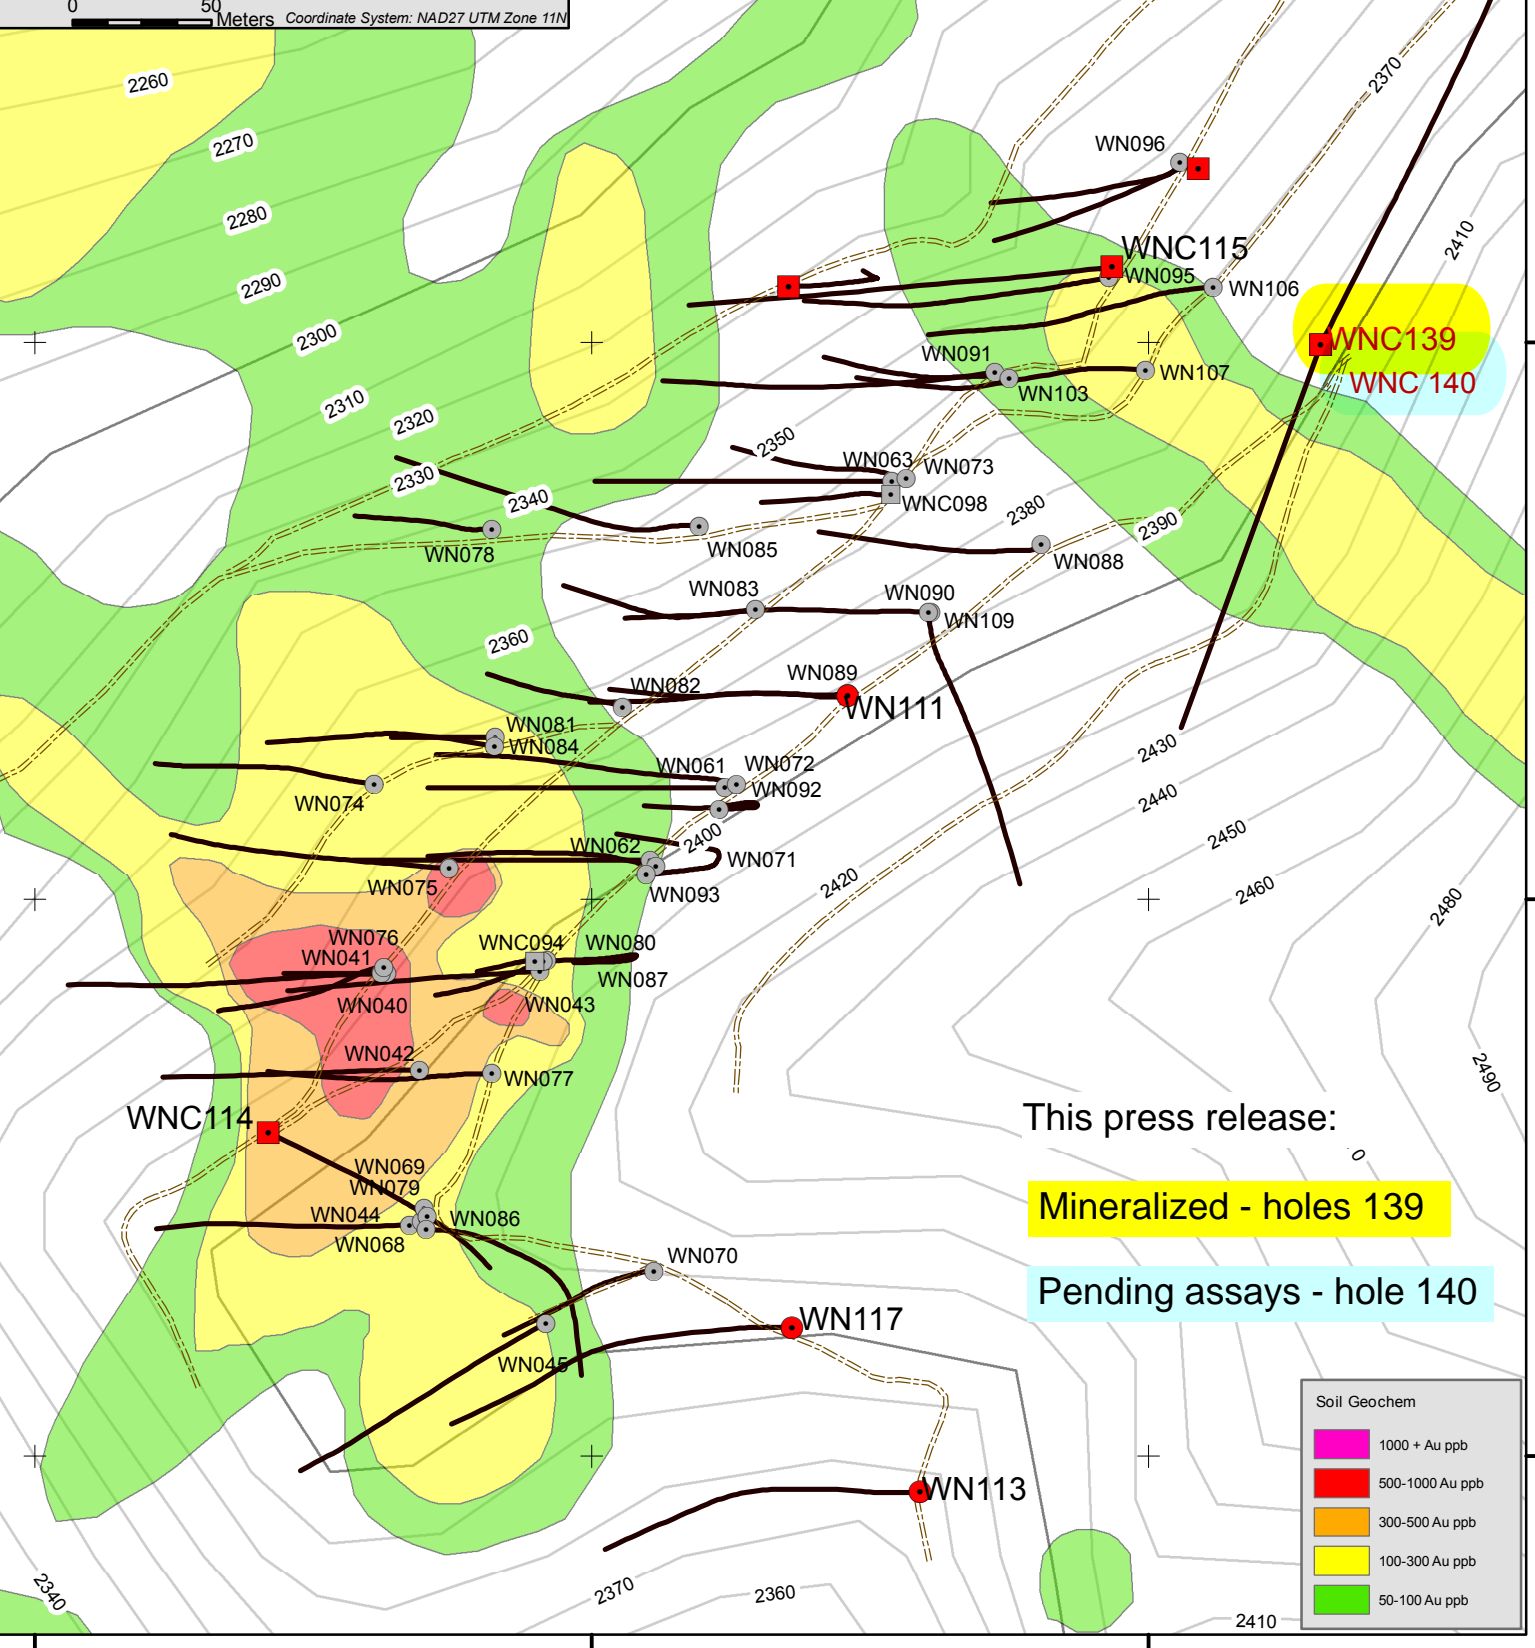 0 50
Meters Coordinate System: NAD27 UTM Zone 11N
2260
2270
2280
2290
2300
2310
2320
2330
2340
2350
2360
2370
2380
2390
2400
2410
2420
2430
2440
2450
2460
2480
2490
0
2340
2370
2360
2410
WN096
WNC115
WN095
WN106
WNC139
WNC 140
WN091
WN103
WN107
WN063
WN073
WNC098
WN078
WN085
WN088
WN083
WN090
WN109
WN082
WN089
WN111
WN081
WN084
WN061
WN072
WN092
WN074
WN062
WN071
WN075
WN093
WN076
WN041
WNC094
WN080
WN087
WN040
WN043
WN042
WN077
WNC114
WN069
WN079
WN044
WN086
WN068
WN070
WN117
WN045
WN113
This press release:
Mineralized - holes 139
Pending assays - hole 140
Soil Geochem
1000 + Au ppb
500-1000 Au ppb
300-500 Au ppb
100-300 Au ppb
50-100 Au ppb